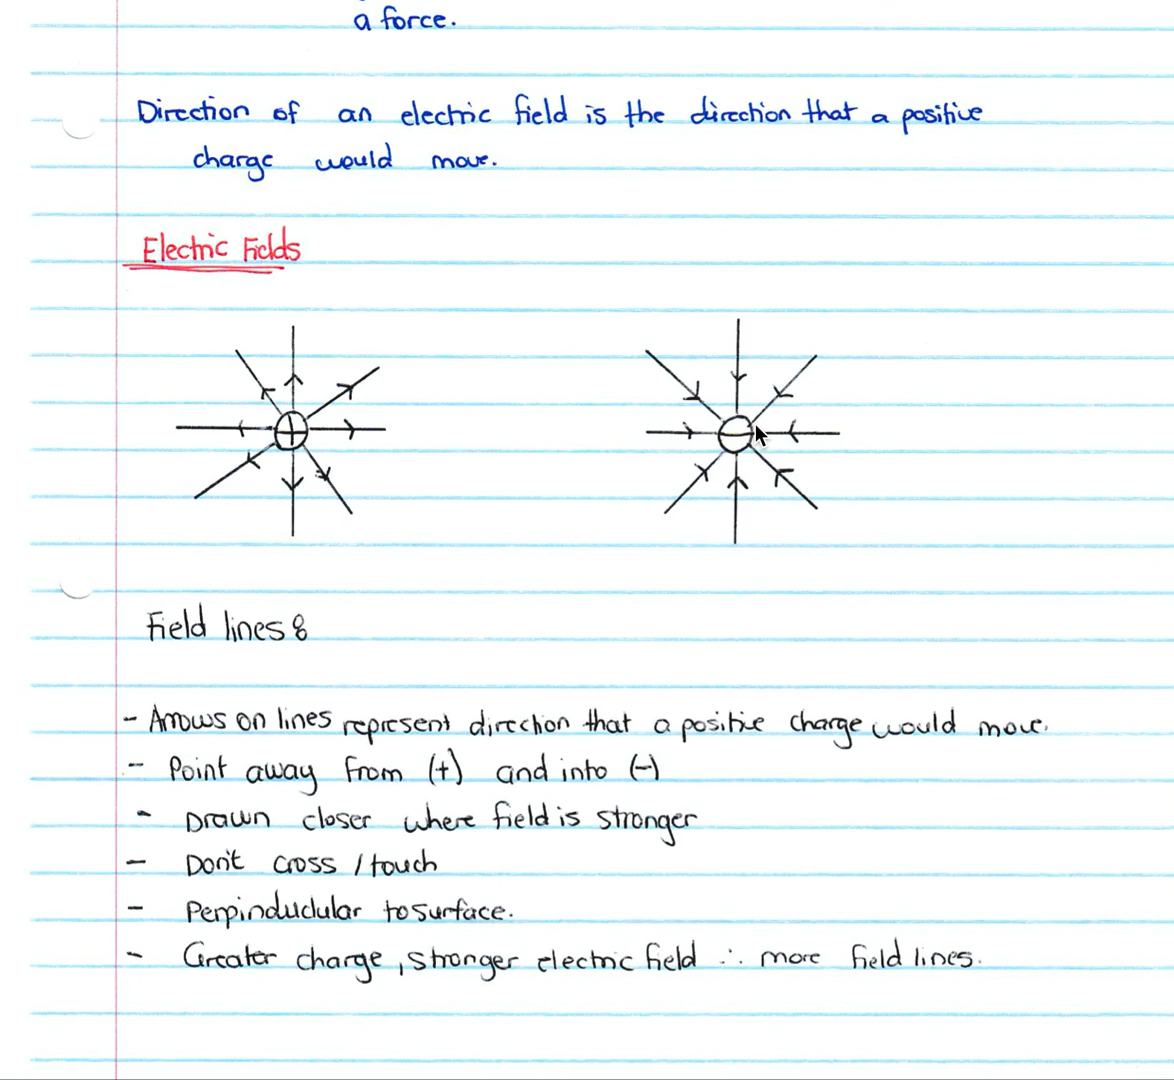 a force.
Direction of an electric field is the direction that a positive
charge would move.
Electric Fields
+
−
Field lines :
- Arrows on lines represent direction that a positive charge would move.
- Point away from (+) and into (-)
- Drawn closer where field is stronger
- Don't cross / touch
- Perpinducular to surface.
- Greater charge, stronger electric field ∴ more field lines.